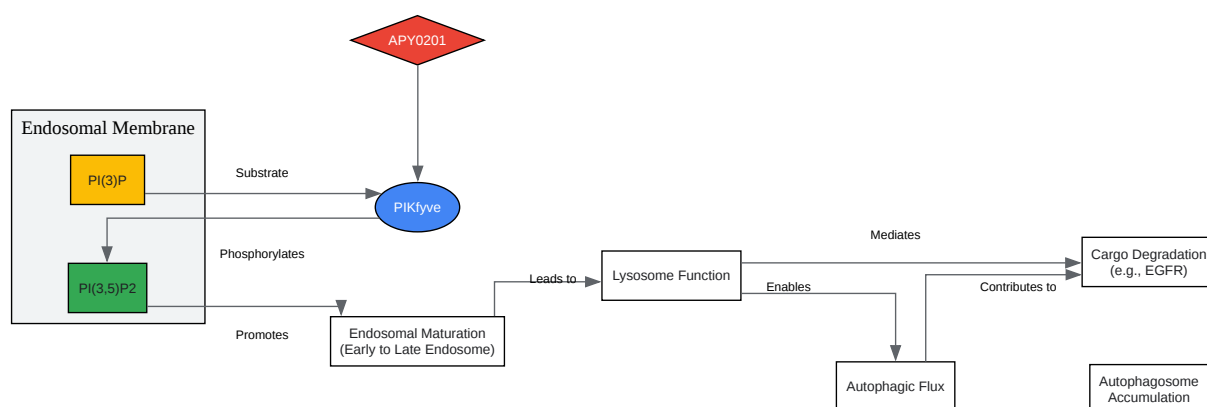 APY0201
Endosomal Membrane
PI(3)P
Substrate
PIKfyve
Phosphorylates
PI(3,5)P2
Promotes
Endosomal Maturation
(Early to Late Endosome)
Leads to
Lysosome Function
Mediates
Enables
Cargo Degradation
(e.g., EGFR)
Contributes to
Autophagic Flux
Autophagosome
Accumulation